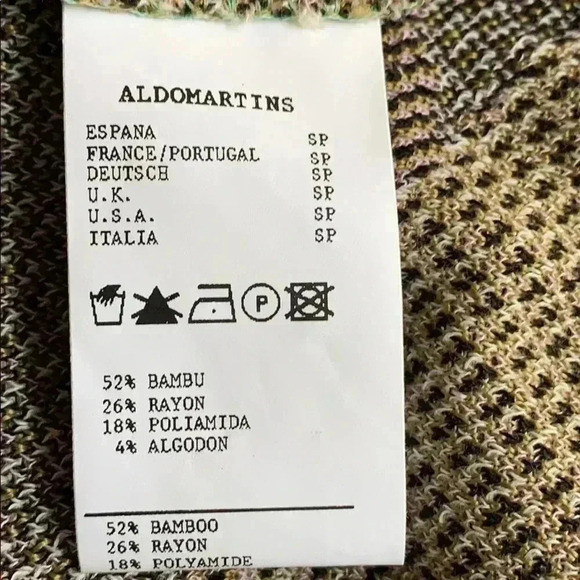 ALDOMARTINS
ESPANA SP
FRANCE/PORTUGAL SP
DEUTSCH SP
U.K. SP
U.S.A. SP
ITALIA SP
P
52% BAMBU
26% RAYON
18% POLIAMIDA
4% ALGODON
52% BAMBOO
26% RAYON
18% POLYAMIDE